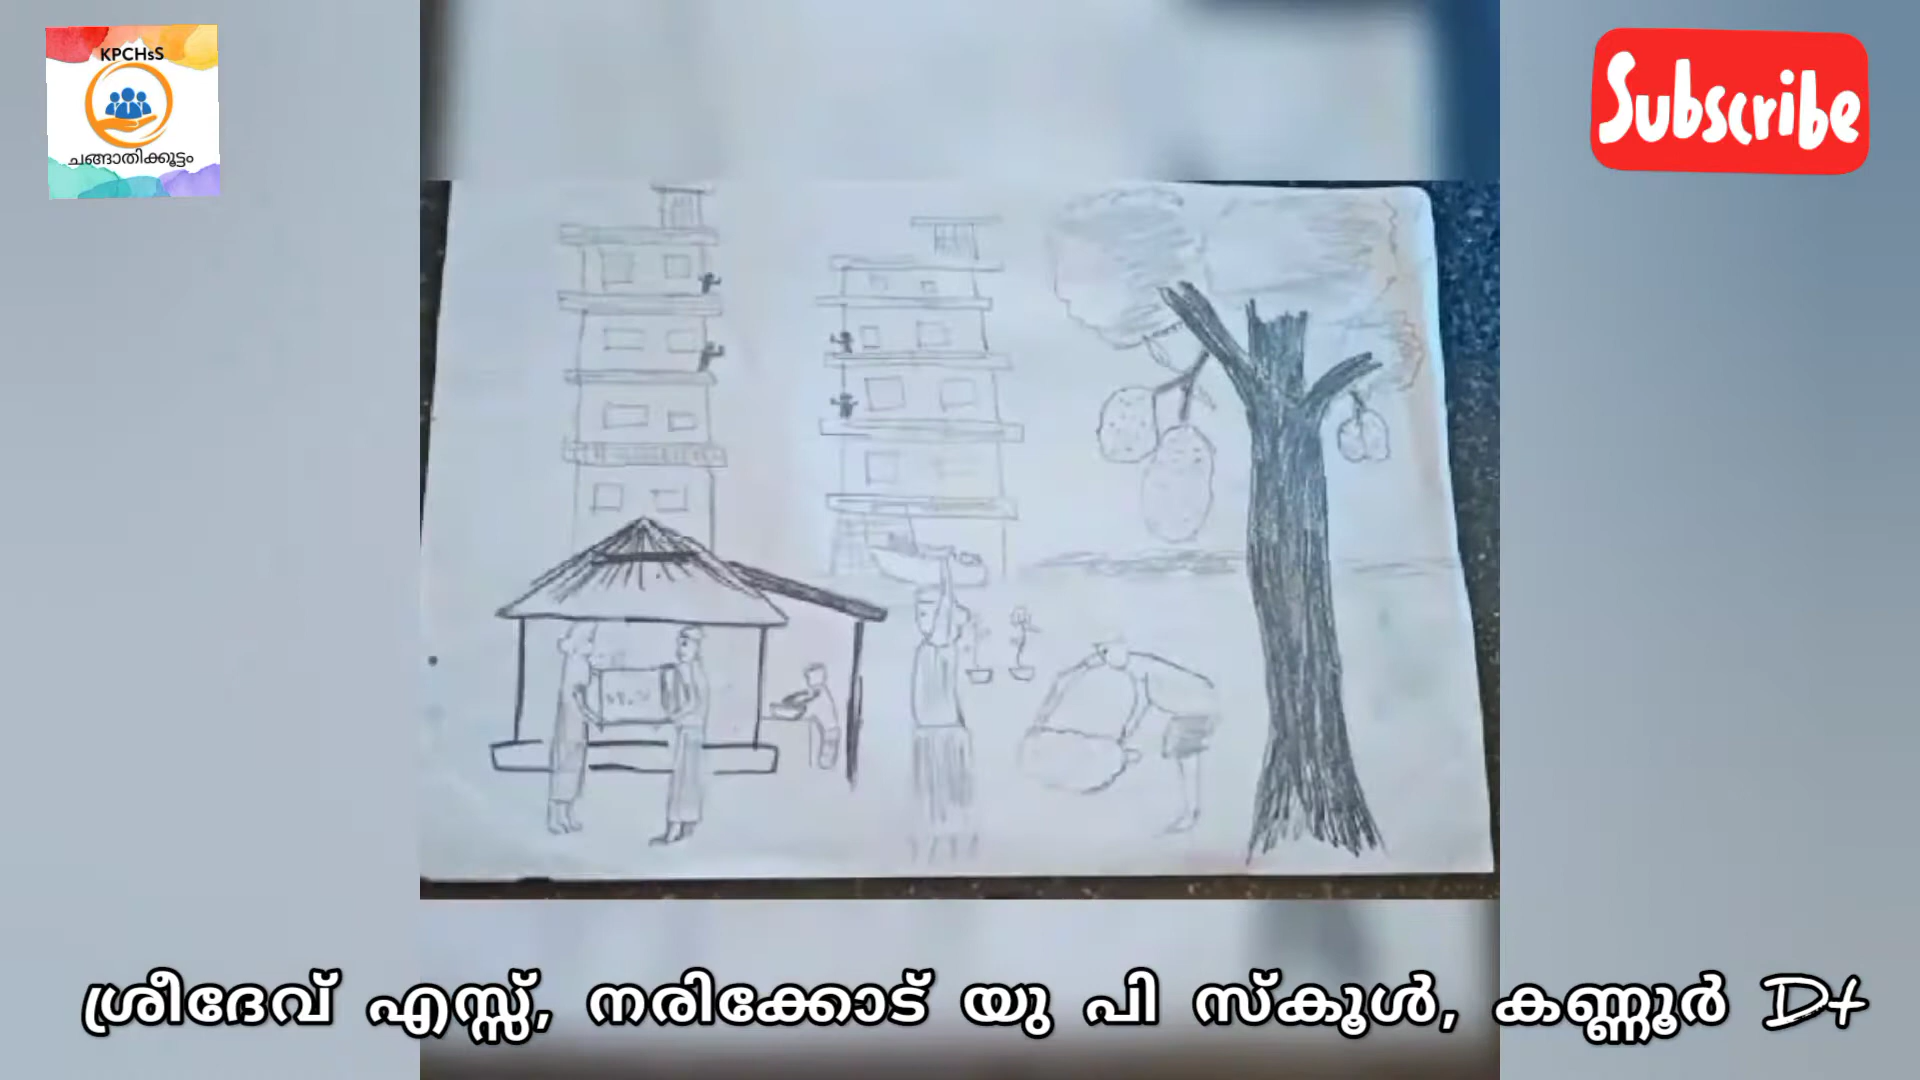 KPCHsS
ചങ്ങാതിക്കൂട്ടം
Subscribe
ശ്രീദേവ് എസ്സ്, നരിക്കോട് യു പി സ്കൂൾ, കണ്ണൂർ Dt